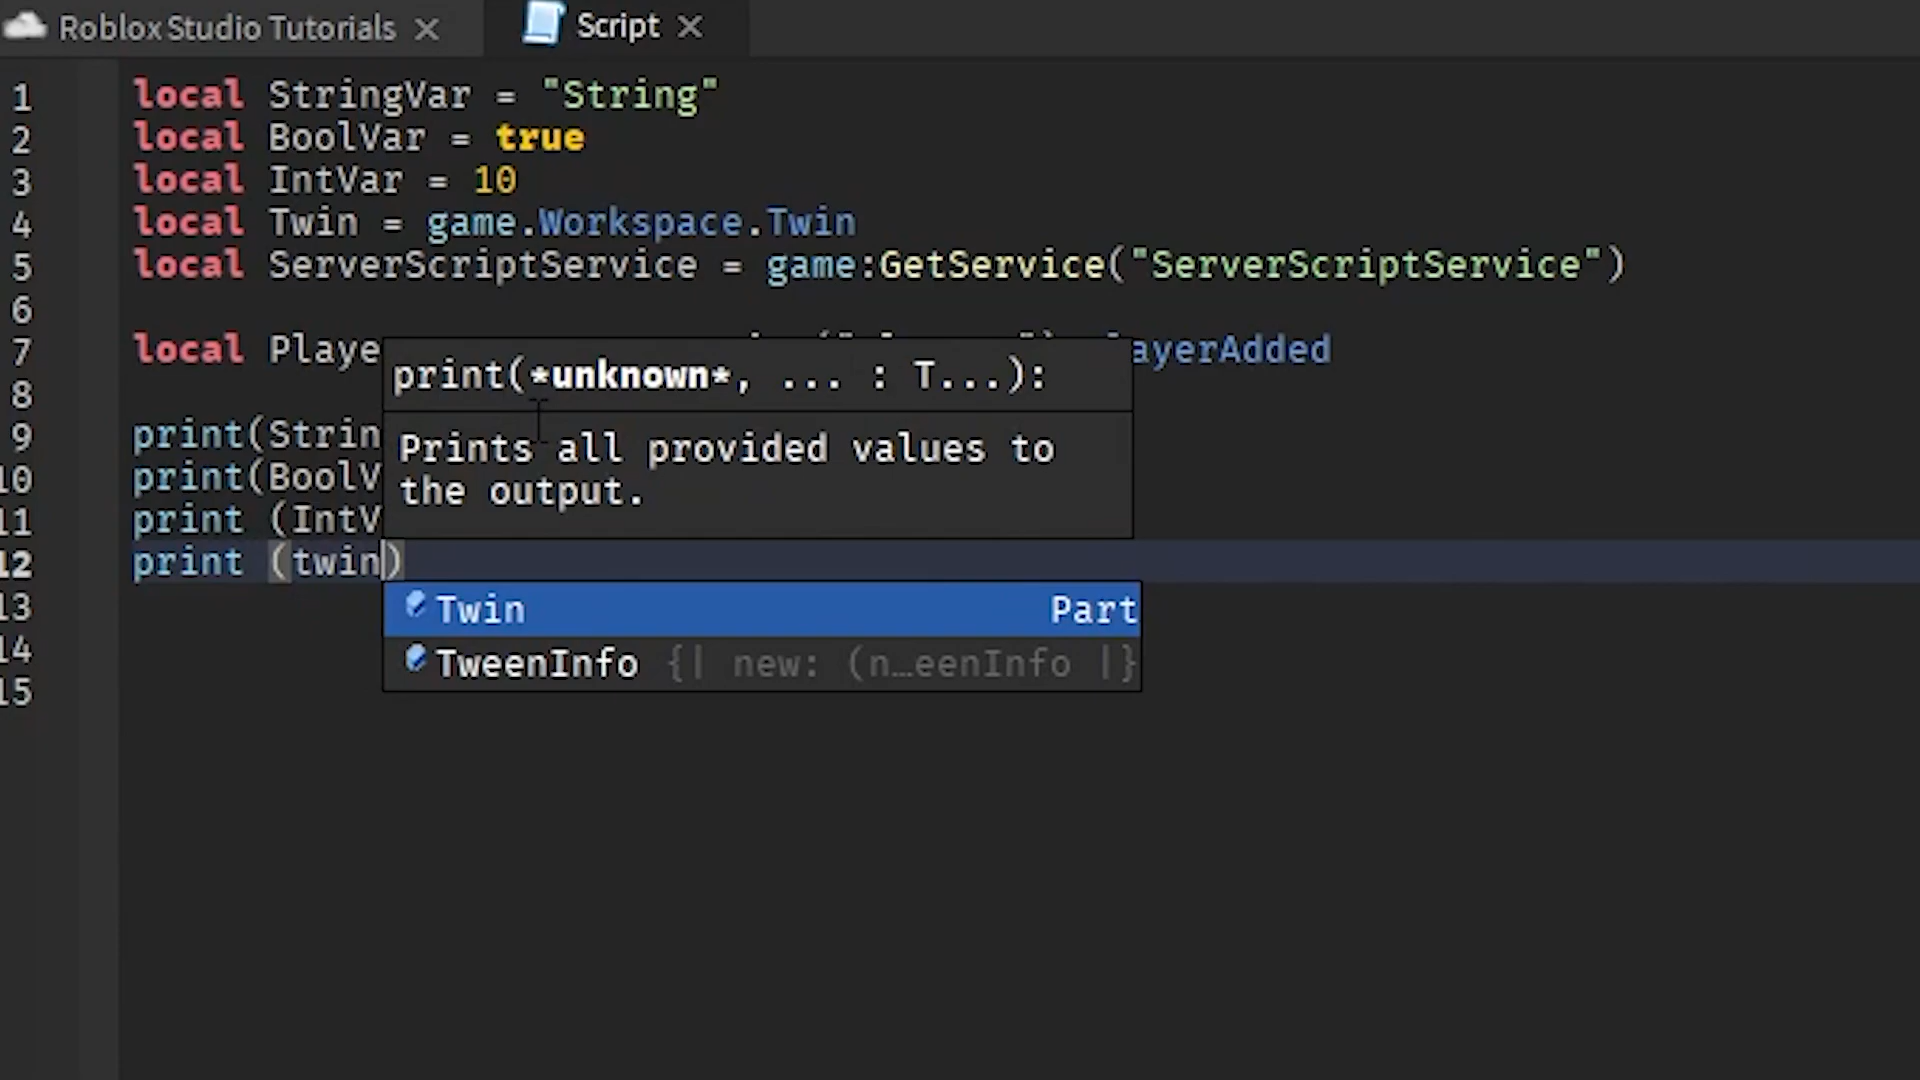 Roblox Studio Tutorials
Script
1 local StringVar = "String"
2 local BoolVar = true
3 local IntVar = 10
4 local Twin = game.Workspace.Twin
5 local ServerScriptService = game:GetService("ServerScriptService")
6
7 local Playe ayerAdded
print(*unknown*, ... : T...):
8
Prints all provided values to
the output.
9 print(Strin
10 print(BoolV
11 print (IntV
12 print (twin)
Twin Part
TweenInfo {| new: (n…eenInfo |}
13
14
15